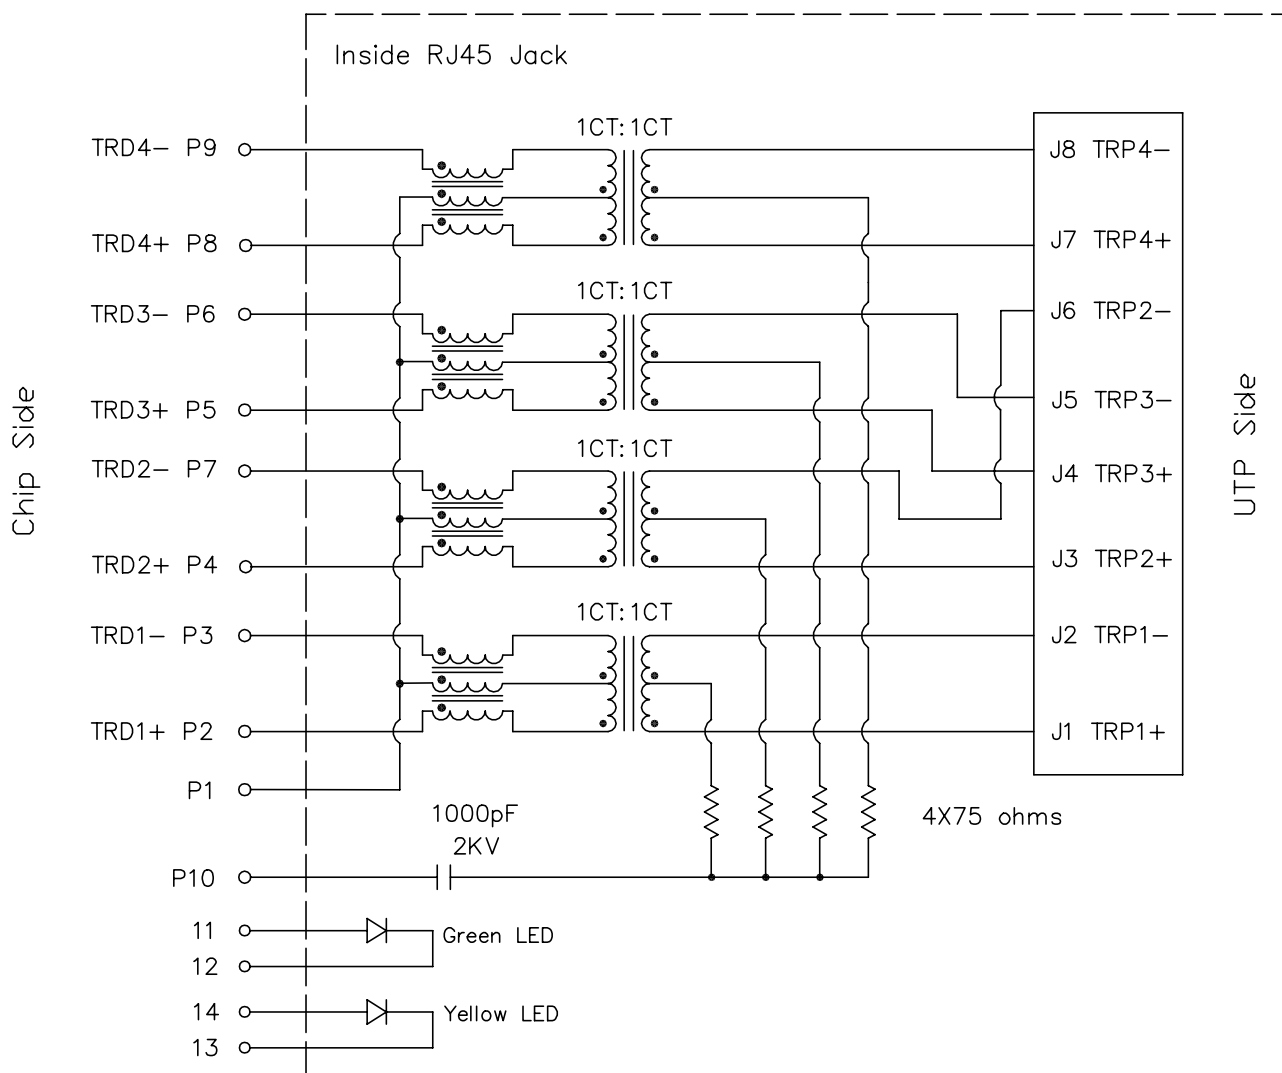 Inside RJ45 Jack
1CT:1CT
TRD4- P9
J8 TRP4-
TRD4+ P8
J7 TRP4+
1CT:1CT
TRD3- P6
J6 TRP2-
TRD3+ P5
J5 TRP3-
1CT:1CT
TRD2- P7
J4 TRP3+
TRD2+ P4
J3 TRP2+
1CT:1CT
TRD1- P3
J2 TRP1-
TRD1+ P2
J1 TRP1+
Chip Side
UTP Side
P1
1000pF
2KV
4X75 ohms
P10
11
Green LED
12
14
Yellow LED
13